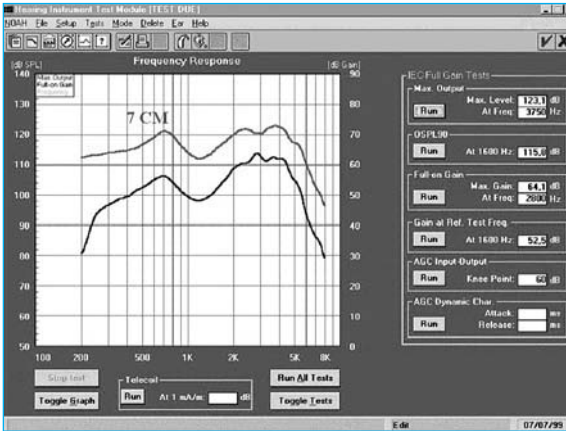 Hearing Instrument Test Module [TEST DUE]
NOAH File Setup Tests Mode Delete Ear Help
[dB SPL] Frequency Response [dB Gain]
140 90
130 80
120 70
110 60
100 50
90 40
80 30
70 20
60 10
50 0
100 200 500 1K 2K 5K 8K
Max. Output
Full-on Gain
7 CM
IEC Full Gain Tests
Max. Output
Max. Level: 123,1 dB
Run At Freq: 3750 Hz
OSPL90
Run At 1600 Hz: 115,8 dB
Full-on Gain
Max. Gain: 64,1 dB
Run At Freq: 2800 Hz
Gain at Ref. Test Freq.
Run At 1600 Hz: 52,5 dB
AGC Input-Output
Run Knee Point: 60 dB
AGC Dynamic Char.
Attack: ms
Run Release: ms
Stop test
Telecoil
Run At 1 mA/m: dB
Run All Tests
Toggle Graph
Toggle Tests
Edit 07/07/99